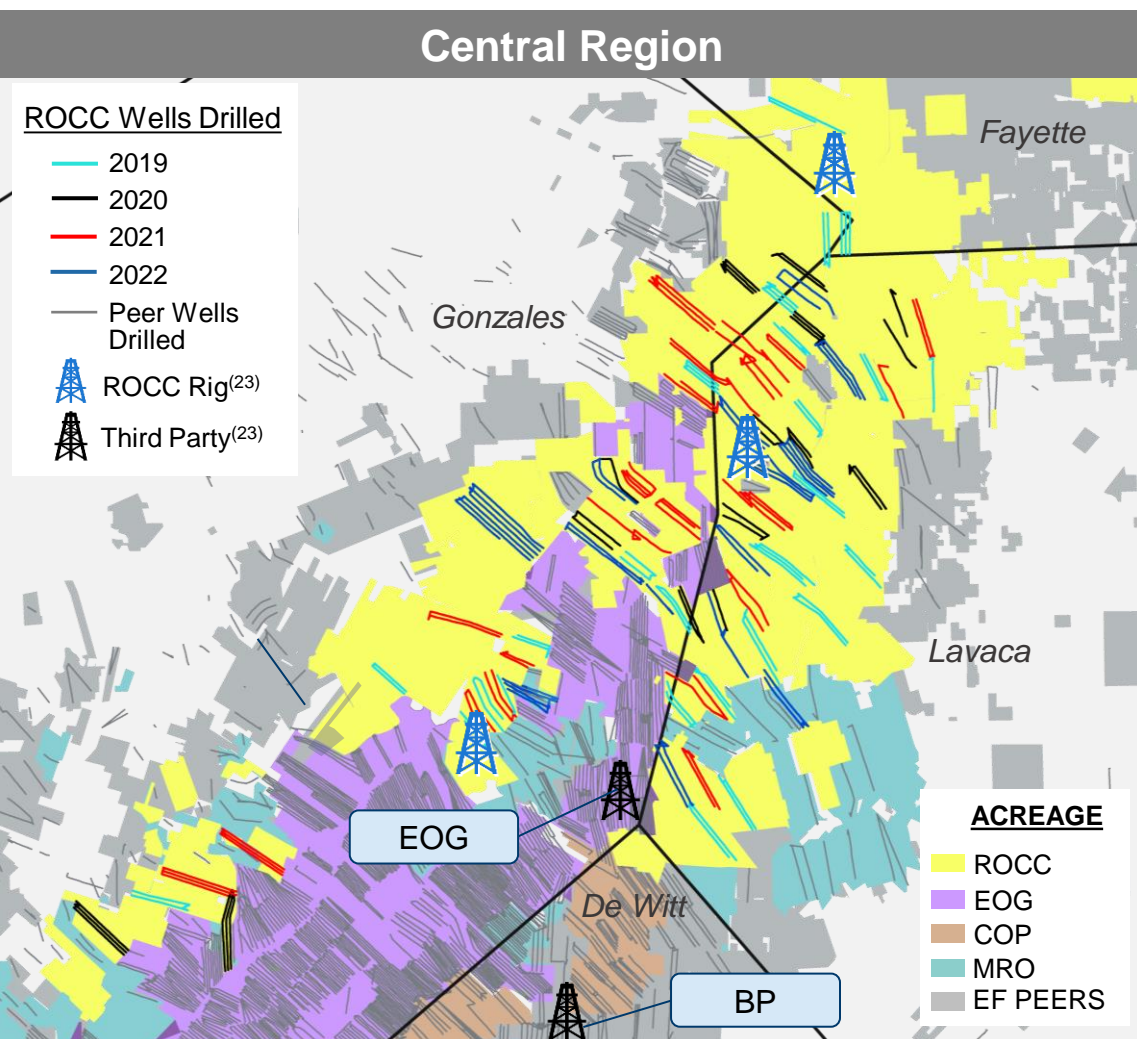 Central Region
ROCC Wells Drilled
2019
2020
2021
2022
Peer Wells
Drilled
ROCC Rig(23)
Third Party(23)
Fayette
Gonzales
Lavaca
EOG
De Witt
BP
ACREAGE
ROCC
EOG
COP
MRO
EF PEERS